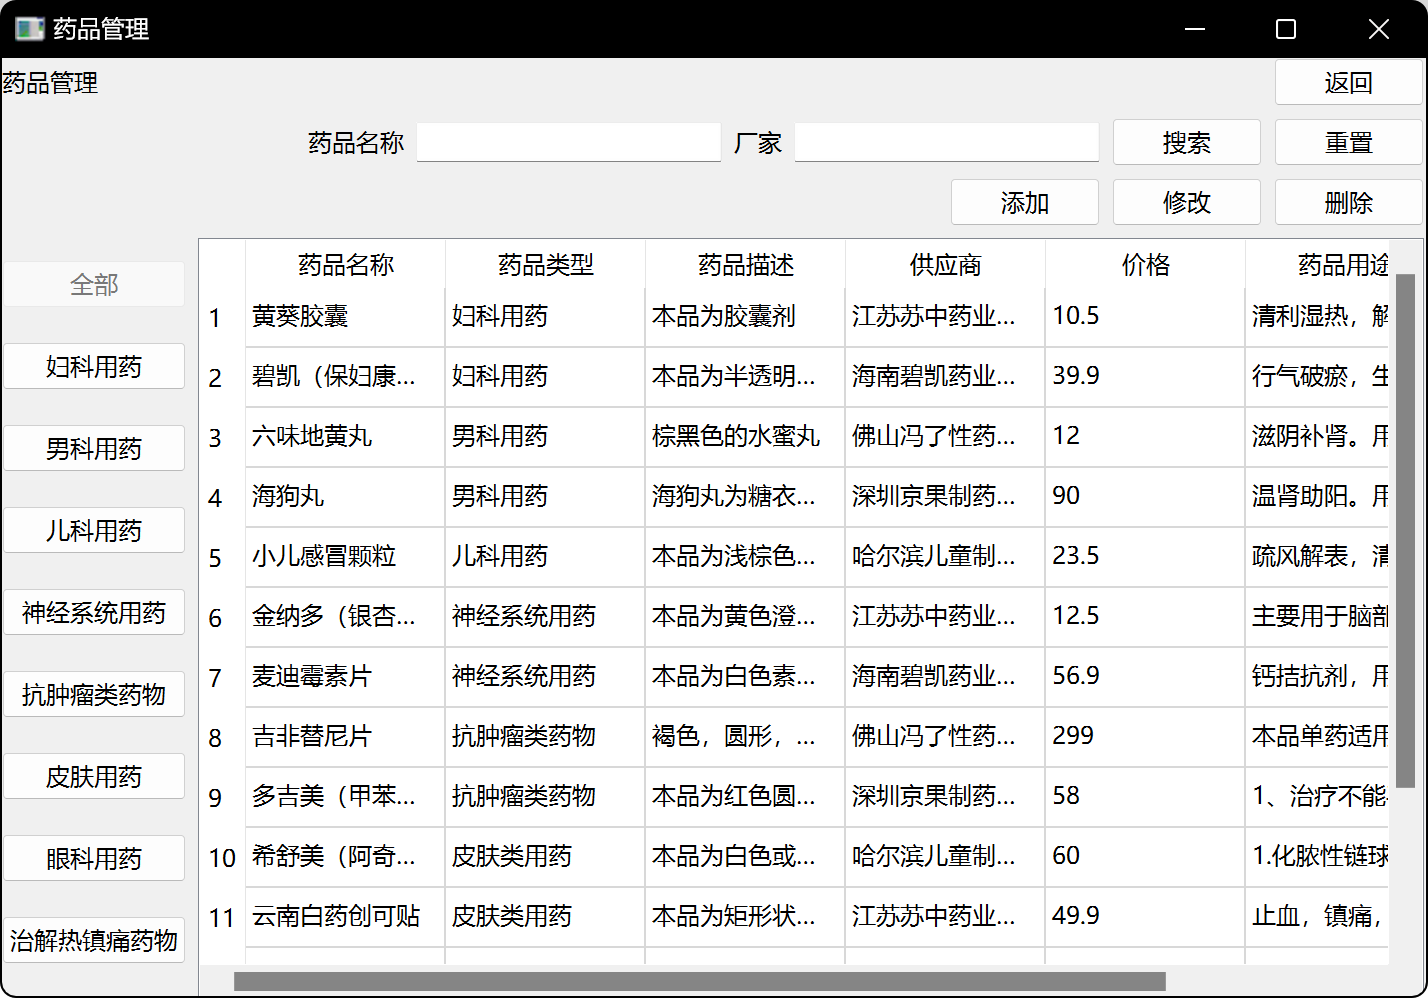 药品管理
药品管理 返回
药品名称 厂家 搜索 重置
添加 修改 删除
全部
妇科用药
男科用药
儿科用药
神经系统用药
抗肿瘤类药物
皮肤用药
眼科用药
治解热镇痛药物
药品名称 药品类型 药品描述 供应商 价格 药品用途
1 黄葵胶囊 妇科用药 本品为胶囊剂 江苏苏中药业... 10.5 清利湿热，解
2 碧凯（保妇康... 妇科用药 本品为半透明... 海南碧凯药业... 39.9 行气破瘀，生
3 六味地黄丸 男科用药 棕黑色的水蜜丸 佛山冯了性药... 12 滋阴补肾。用
4 海狗丸 男科用药 海狗丸为糖衣... 深圳京果制药... 90 温肾助阳。用
5 小儿感冒颗粒 儿科用药 本品为浅棕色... 哈尔滨儿童制... 23.5 疏风解表，清
6 金纳多（银杏... 神经系统用药 本品为黄色澄... 江苏苏中药业... 12.5 主要用于脑部
7 麦迪霉素片 神经系统用药 本品为白色素... 海南碧凯药业... 56.9 钙拮抗剂，用
8 吉非替尼片 抗肿瘤类药物 褐色，圆形，... 佛山冯了性药... 299 本品单药适用
9 多吉美（甲苯... 抗肿瘤类药物 本品为红色圆... 深圳京果制药... 58 1、治疗不能
10 希舒美（阿奇... 皮肤类用药 本品为白色或... 哈尔滨儿童制... 60 1.化脓性链球
11 云南白药创可贴 皮肤类用药 本品为矩形状... 江苏苏中药业... 49.9 止血，镇痛，